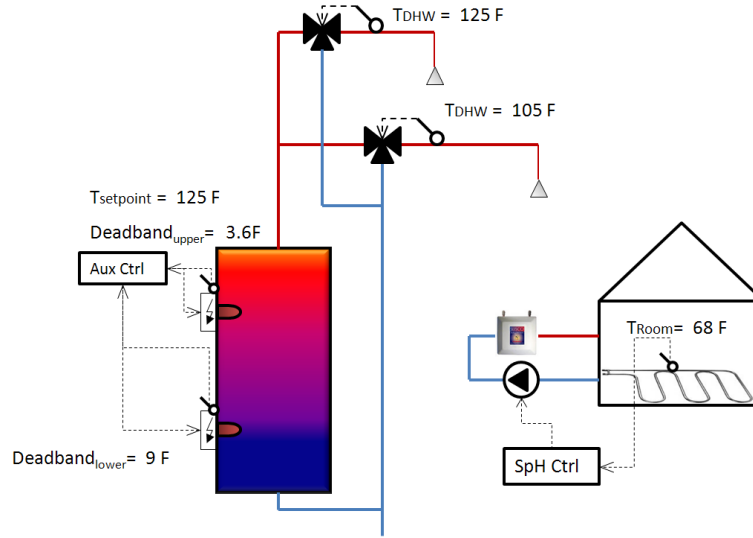 TDHW = 125 F
TDHW = 105 F
Tsetpoint = 125 F
Deadbandupper= 3.6F
Aux Ctrl
TRoom= 68 F
Deadbandlower= 9 F
SpH Ctrl